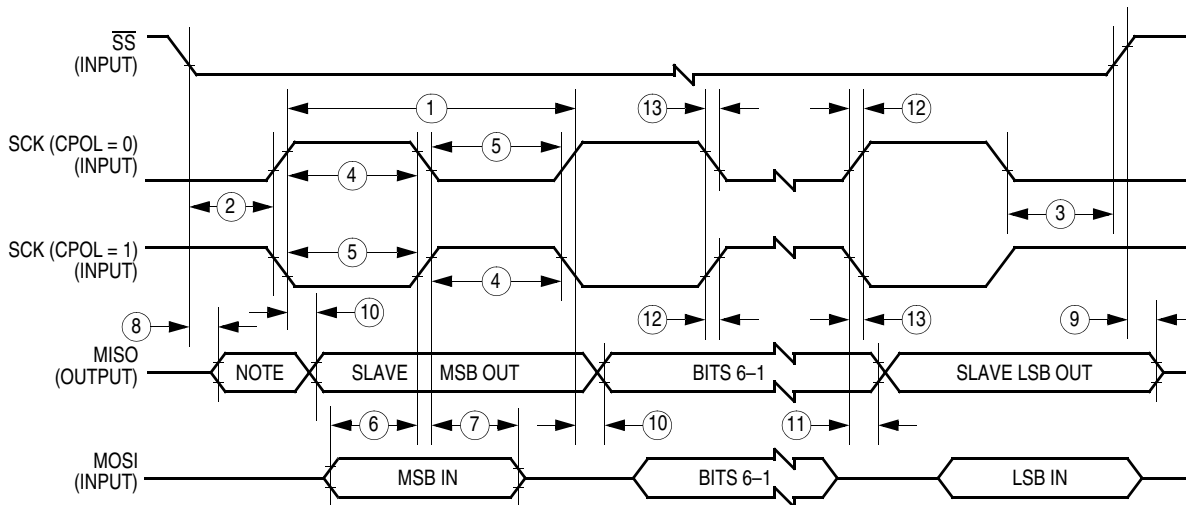 SS
(INPUT)
1
13
12
SCK (CPOL = 0)
(INPUT)
5
4
2
3
SCK (CPOL = 1)
(INPUT)
5
4
8
10
12
13
9
MISO
(OUTPUT)
NOTE
SLAVE MSB OUT
BITS 6–1
SLAVE LSB OUT
6
7
10
11
MOSI
(INPUT)
MSB IN
BITS 6–1
LSB IN